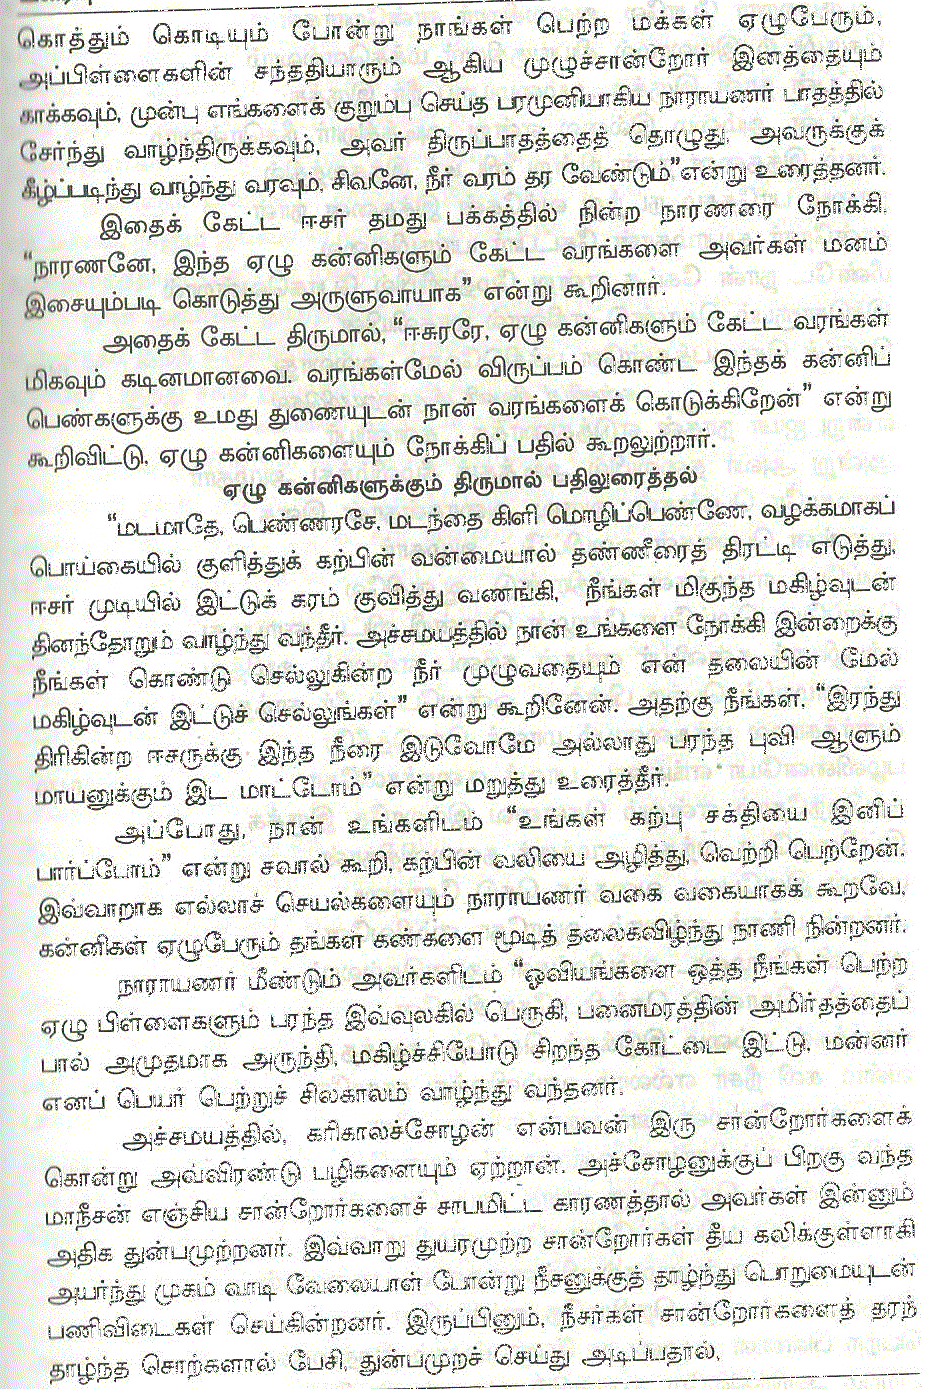 கொத்தும் கொடியும் போன்று நாங்கள் பெற்ற மக்கள் ஏழுபேரும்,
அப்பிள்ளைகளின் சந்ததியாரும் ஆகிய முழுச்சான்றோர் இனத்தையும்
காக்கவும், முன்பு எங்களைக் குறும்பு செய்த பரமுனியாகிய நாராயணர் பாதத்தில்
சேர்ந்து வாழ்ந்திருக்கவும், அவர் திருப்பாதத்தைத் தொழுது, அவருக்குக்
கீழ்ப்படிந்து வாழ்ந்து வரவும், சிவனே, நீர் வரம் தர வேண்டும்” என்று உரைத்தனர்.
இதைக் கேட்ட ஈசர் தமது பக்கத்தில் நின்ற நாரணரை நோக்கி,
“நாரணனே, இந்த ஏழு கன்னிகளும் கேட்ட வரங்களை அவர்கள் மனம்
இசையும்படி கொடுத்து அருளுவாயாக” என்று கூறினார்.
அதைக் கேட்ட திருமால், “ஈசுரரே, ஏழு கன்னிகளும் கேட்ட வரங்கள்
மிகவும் கடினமானவை. வரங்கள்மேல் விருப்பம் கொண்ட இந்தக் கன்னிப்
பெண்களுக்கு உமது துணையுடன் நான் வரங்களைக் கொடுக்கிறேன்” என்று
கூறிவிட்டு, ஏழு கன்னிகளையும் நோக்கிப் பதில் கூறலுற்றார்.
ஏழு கன்னிகளுக்கும் திருமால் பதிலுரைத்தல்
“மடமாதே, பெண்ணரசே, மடந்தை கிளி மொழிப்பெண்ணே, வழக்கமாகப்
பொய்கையில் குளித்துக் கற்பின் வன்மையால் தண்ணீரைத் திரட்டி எடுத்து,
ஈசர் முடியில் இட்டுக் கரம் குவித்து வணங்கி, நீங்கள் மிகுந்த மகிழ்வுடன்
தினந்தோறும் வாழ்ந்து வந்தீர். அச்சமயத்தில் நான் உங்களை நோக்கி இன்றைக்கு
நீங்கள் கொண்டு செல்லுகின்ற நீர் முழுவதையும் என் தலையின் மேல்
மகிழ்வுடன் இட்டுச் செல்லுங்கள்” என்று கூறினேன். அதற்கு நீங்கள், “இரந்து
திரிகின்ற ஈசருக்கு இந்த நீரை இடுவோமே அல்லாது பரந்த புவி ஆளும்
மாயனுக்கும் இட மாட்டோம்” என்று மறுத்து உரைத்தீர்.
அப்போது, நான் உங்களிடம் “உங்கள் கற்பு சக்தியை இனிப்
பார்ப்போம்” என்று சவால் கூறி, கற்பின் வலியை அழித்து, வெற்றி பெற்றேன்.
இவ்வாறாக எல்லாச் செயல்களையும் நாராயணர் வகை வகையாகக் கூறவே,
கன்னிகள் ஏழுபேரும் தங்கள் கண்களை மூடித் தலைகவிழ்ந்து நாணி நின்றனர்.
நாராயணர் மீண்டும் அவர்களிடம் “ஓவியங்களை ஒத்த நீங்கள் பெற்ற
ஏழு பிள்ளைகளும் பரந்த இவ்வுலகில் பெருகி, பனைமரத்தின் அமிர்தத்தைப்
பால் அமுதமாக அருந்தி, மகிழ்ச்சியோடு சிறந்த கோட்டை இட்டு, மன்னர்
எனப் பெயர் பெற்றுச் சிலகாலம் வாழ்ந்து வந்தனர்.
அச்சமயத்தில், கரிகாலச்சோழன் என்பவன் இரு சான்றோர்களைக்
கொன்று அவ்விரண்டு பழிகளையும் ஏற்றான். அச்சோழனுக்குப் பிறகு வந்த
மாநீசன் எஞ்சிய சான்றோர்களைச் சாபமிட்ட காரணத்தால் அவர்கள் இன்னும்
அதிக துன்பமுற்றனர். இவ்வாறு துயரமுற்ற சான்றோர்கள் தீய கலிக்குள்ளாகி
அயர்ந்து முகம் வாடி வேலையாள் போன்று நீசனுக்குத் தாழ்ந்து பொறுமையுடன்
பணிவிடைகள் செய்கின்றனர். இருப்பினும், நீசர்கள் சான்றோர்களைத் தரந்
தாழ்ந்த சொற்களால் பேசி, துன்பமுறச் செய்து அடிப்பதால்,